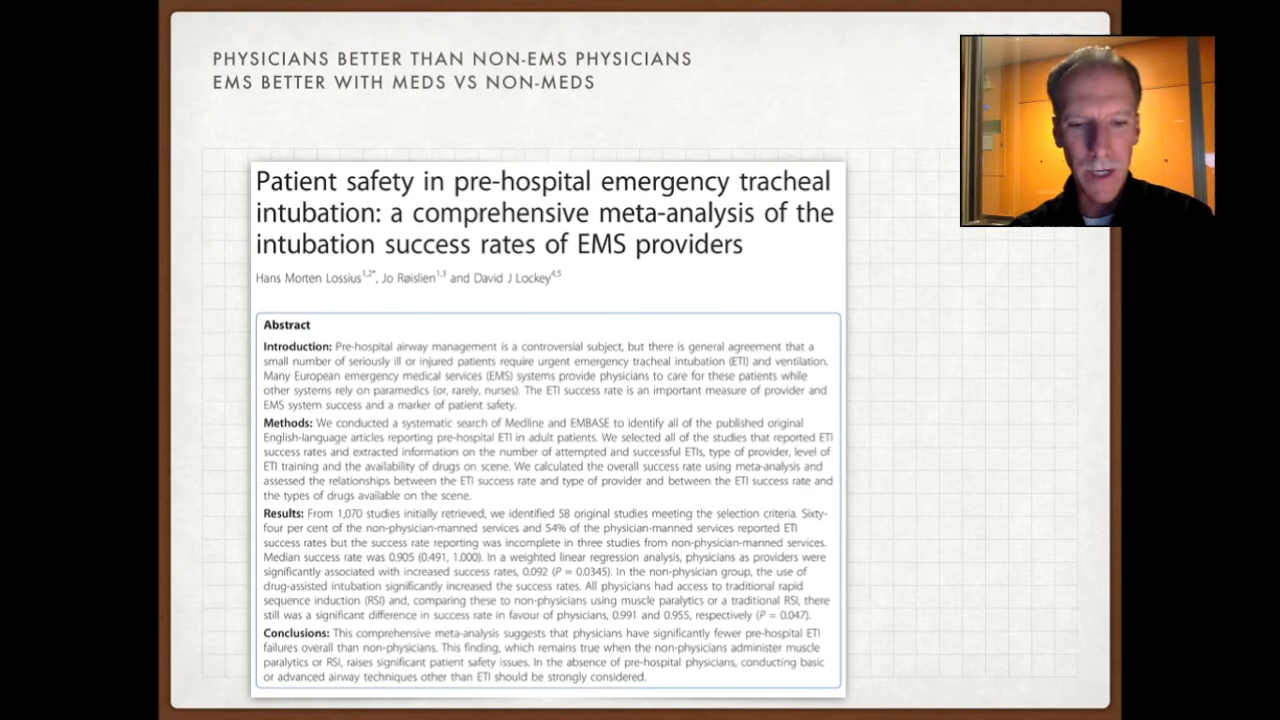 PHYSICIANS BETTER THAN NON-EMS PHYSICIANS
EMS BETTER WITH MEDS VS NON-MEDS
Patient safety in pre-hospital emergency tracheal
intubation: a comprehensive meta-analysis of the
intubation success rates of EMS providers
Hans Morten Lossius1,2*, Jo Røislien1,3 and David J Lockey4,5
Abstract
Introduction: Pre-hospital airway management is a controversial subject, but there is general agreement that a
small number of seriously ill or injured patients require urgent emergency tracheal intubation (ETI) and ventilation.
Many European emergency medical services (EMS) systems provide physicians to care for these patients while
other systems rely on paramedics (or, rarely, nurses). The ETI success rate is an important measure of provider and
EMS system success and a marker of patient safety.
Methods: We conducted a systematic search of Medline and EMBASE to identify all of the published original
English-language articles reporting pre-hospital ETI in adult patients. We selected all of the studies that reported ETI
success rates and extracted information on the number of attempted and successful ETIs, type of provider, level of
ETI training and the availability of drugs on scene. We calculated the overall success rate using meta-analysis and
assessed the relationships between the ETI success rate and type of provider and between the ETI success rate and
the types of drugs available on the scene.
Results: From 1,070 studies initially retrieved, we identified 58 original studies meeting the selection criteria. Sixty-
four per cent of the non-physician-manned services and 54% of the physician-manned services reported ETI
success rates but the success rate reporting was incomplete in three studies from non-physician-manned services.
Median success rate was 0.905 (0.491, 1.000). In a weighted linear regression analysis, physicians as providers were
significantly associated with increased success rates, 0.092 (P = 0.0345). In the non-physician group, the use of
drug-assisted intubation significantly increased the success rates. All physicians had access to traditional rapid
sequence induction (RSI) and, comparing these to non-physicians using muscle paralytics or a traditional RSI, there
still was a significant difference in success rate in favour of physicians, 0.991 and 0.955, respectively (P = 0.047).
Conclusions: This comprehensive meta-analysis suggests that physicians have significantly fewer pre-hospital ETI
failures overall than non-physicians. This finding, which remains true when the non-physicians administer muscle
paralytics or RSI, raises significant patient safety issues. In the absence of pre-hospital physicians, conducting basic
or advanced airway techniques other than ETI should be strongly considered.